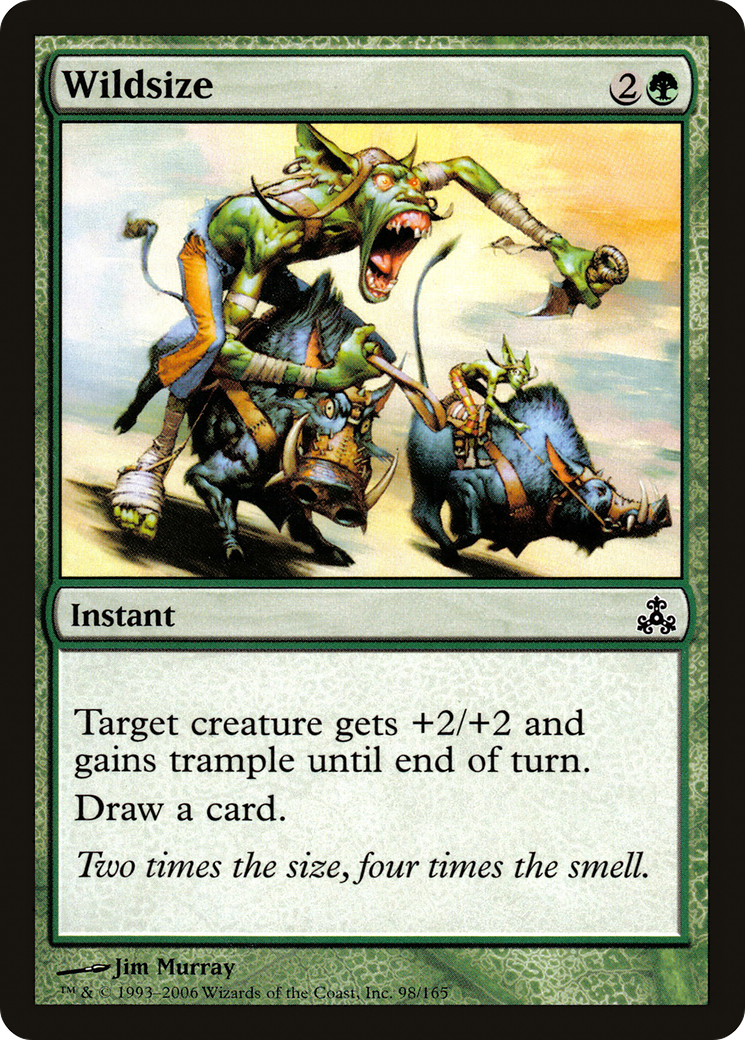 Wildsize 2
Instant
Target creature gets +2/+2 and
gains trample until end of turn.
Draw a card.
Two times the size, four times the smell.
Jim Murray
™ & © 1993–2006 Wizards of the Coast, Inc. 98/165